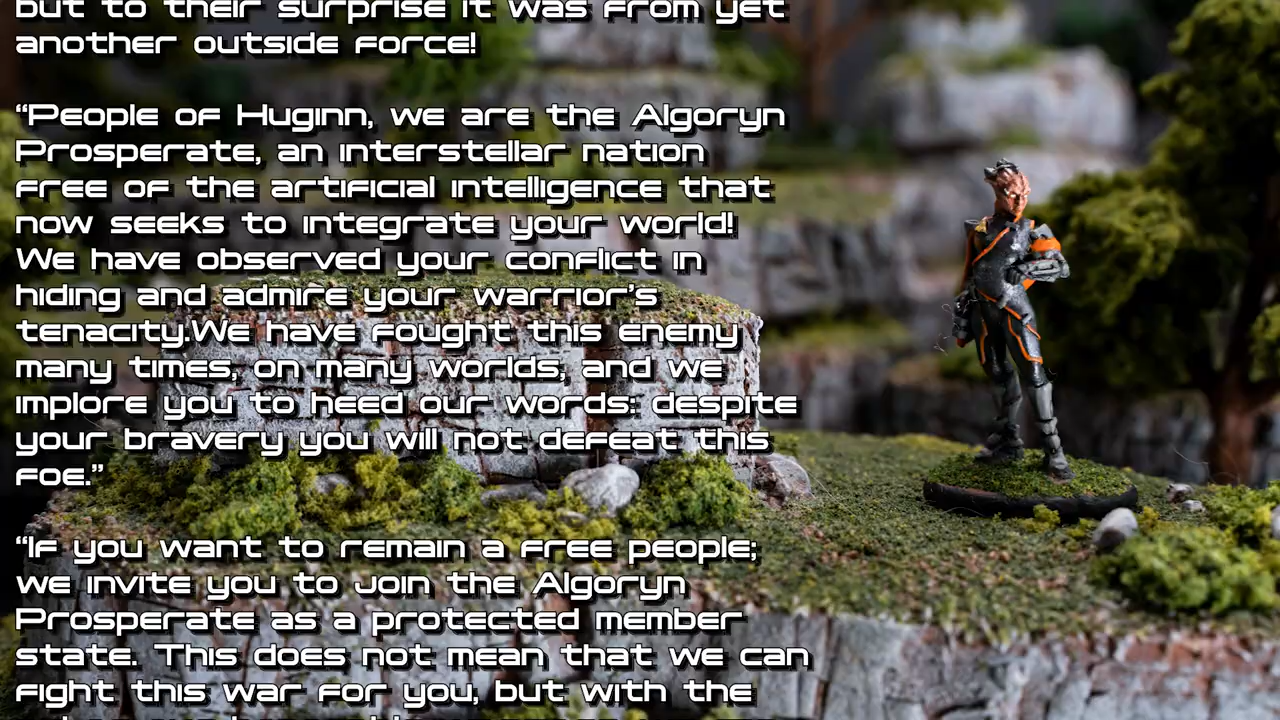 but to their surprise it was from yet
another outside force!
“People of Huginn, we are the Algoryn
Prosperate, an interstellar nation
free of the artificial intelligence that
now seeks to integrate your world!
We have observed your conflict in
hiding and admire your warrior’s
tenacity.We have fought this enemy
many times, on many worlds, and we
implore you to heed our words: despite
your bravery you will not defeat this
foe.”
“If you want to remain a free people;
we invite you to join the Algoryn
Prosperate as a protected member
state. This does not mean that we can
fight this war for you, but with the